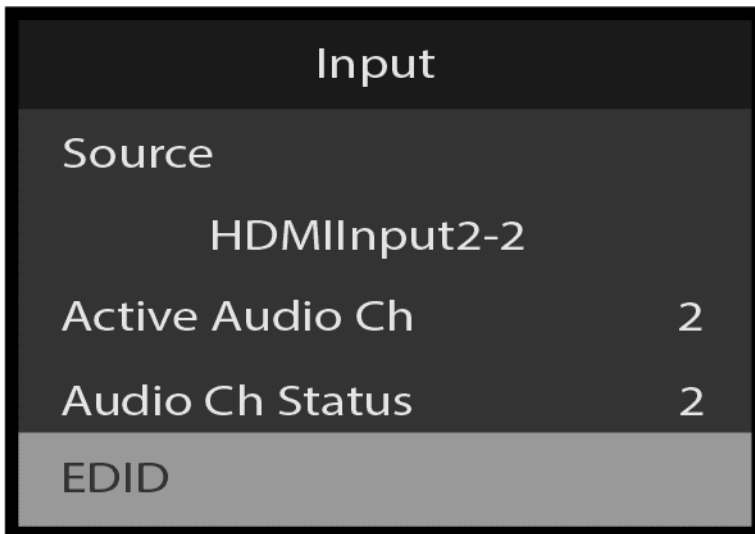 Input
Source
HDMIInput2-2
Active Audio Ch 2
Audio Ch Status 2
EDID